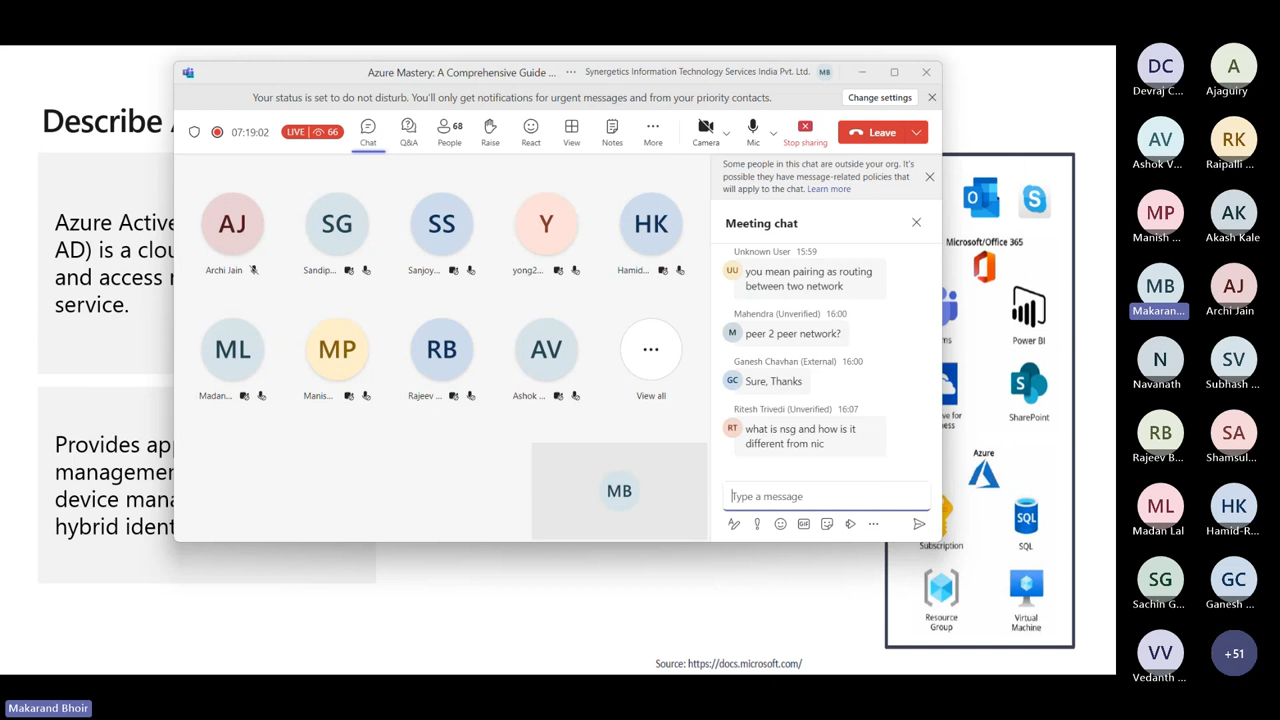 Describe
Azure Active
AD) is a clou
and access
service.
Provides app
managemen
device mana
hybrid ident
Azure Mastery: A Comprehensive Guide ...
Synergetics Information Technology Services India Pvt. Ltd.
MB
Your status is set to do not disturb. You'll only get notifications for urgent messages and from your priority contacts.
Change settings
07:19:02
LIVE 66
Chat
Q&A
68
People
Raise
React
View
Notes
More
Camera
Mic
Stop sharing
Leave
AJ
Archi Jain
SG
Sandip...
SS
Sanjoy...
Y
yong2...
HK
Hamid...
ML
Madan...
MP
Manis...
RB
Rajeev ...
AV
Ashok ...
View all
MB
Some people in this chat are outside your org. It's
possible they have message-related policies that
will apply to the chat. Learn more
Meeting chat
Unknown User 15:59
UU
you mean pairing as routing
between two network
Mahendra (Unverified) 16:00
M
peer 2 peer network?
Ganesh Chavhan (External) 16:00
GC
Sure, Thanks
Ritesh Trivedi (Unverified) 16:07
RT
what is nsg and how is it
different from nic
Type a message
GIF
Microsoft/Office 365
Power BI
SharePoint
Azure
Subscription
SQL
SQL
Resource
Group
Virtual
Machine
Source: https://docs.microsoft.com/
DC
Devraj C...
A
Ajaguiry
AV
Ashok V...
RK
Raipalli ...
MP
Manish ...
AK
Akash Kale
MB
Makaran...
AJ
Archi Jain
N
Navanath
SV
Subhash ...
RB
Rajeev B...
SA
Shamsul...
ML
Madan Lal
HK
Hamid-R...
SG
Sachin G...
GC
Ganesh ...
VV
Vedanth ...
+51
Makarand Bhoir